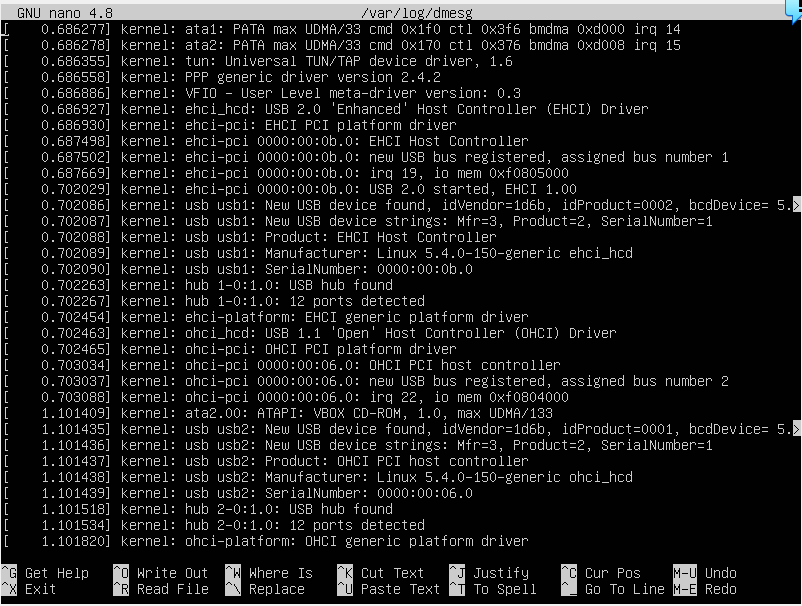 GNU nano 4.8 /var/log/dmesg
[ 0.686277] kernel: ata1: PATA max UDMA/33 cmd 0x1f0 ctl 0x3f6 bmdma 0xd000 irq 14
[ 0.686278] kernel: ata2: PATA max UDMA/33 cmd 0x170 ctl 0x376 bmdma 0xd008 irq 15
[ 0.686355] kernel: tun: Universal TUN/TAP device driver, 1.6
[ 0.686558] kernel: PPP generic driver version 2.4.2
[ 0.686886] kernel: VFIO - User Level meta-driver version: 0.3
[ 0.686927] kernel: ehci_hcd: USB 2.0 'Enhanced' Host Controller (EHCI) Driver
[ 0.686930] kernel: ehci-pci: EHCI PCI platform driver
[ 0.687498] kernel: ehci-pci 0000:00:0b.0: EHCI Host Controller
[ 0.687502] kernel: ehci-pci 0000:00:0b.0: new USB bus registered, assigned bus number 1
[ 0.687669] kernel: ehci-pci 0000:00:0b.0: irq 19, io mem 0xf0805000
[ 0.702029] kernel: ehci-pci 0000:00:0b.0: USB 2.0 started, EHCI 1.00
[ 0.702086] kernel: usb usb1: New USB device found, idVendor=1d6b, idProduct=0002, bcdDevice= 5.>
[ 0.702087] kernel: usb usb1: New USB device strings: Mfr=3, Product=2, SerialNumber=1
[ 0.702088] kernel: usb usb1: Product: EHCI Host Controller
[ 0.702089] kernel: usb usb1: Manufacturer: Linux 5.4.0-150-generic ehci_hcd
[ 0.702090] kernel: usb usb1: SerialNumber: 0000:00:0b.0
[ 0.702263] kernel: hub 1-0:1.0: USB hub found
[ 0.702267] kernel: hub 1-0:1.0: 12 ports detected
[ 0.702454] kernel: ehci-platform: EHCI generic platform driver
[ 0.702463] kernel: ohci_hcd: USB 1.1 'Open' Host Controller (OHCI) Driver
[ 0.702465] kernel: ohci-pci: OHCI PCI platform driver
[ 0.703034] kernel: ohci-pci 0000:00:06.0: OHCI PCI host controller
[ 0.703037] kernel: ohci-pci 0000:00:06.0: new USB bus registered, assigned bus number 2
[ 0.703088] kernel: ohci-pci 0000:00:06.0: irq 22, io mem 0xf0804000
[ 1.101409] kernel: ata2.00: ATAPI: VBOX CD-ROM, 1.0, max UDMA/133
[ 1.101435] kernel: usb usb2: New USB device found, idVendor=1d6b, idProduct=0001, bcdDevice= 5.>
[ 1.101436] kernel: usb usb2: New USB device strings: Mfr=3, Product=2, SerialNumber=1
[ 1.101437] kernel: usb usb2: Product: OHCI PCI host controller
[ 1.101438] kernel: usb usb2: Manufacturer: Linux 5.4.0-150-generic ohci_hcd
[ 1.101439] kernel: usb usb2: SerialNumber: 0000:00:06.0
[ 1.101518] kernel: hub 2-0:1.0: USB hub found
[ 1.101534] kernel: hub 2-0:1.0: 12 ports detected
[ 1.101820] kernel: ohci-platform: OHCI generic platform driver
^G Get Help ^O Write Out ^W Where Is ^K Cut Text ^J Justify ^C Cur Pos M-U Undo
^X Exit ^R Read File ^\ Replace ^U Paste Text ^T To Spell ^_ Go To Line M-E Redo